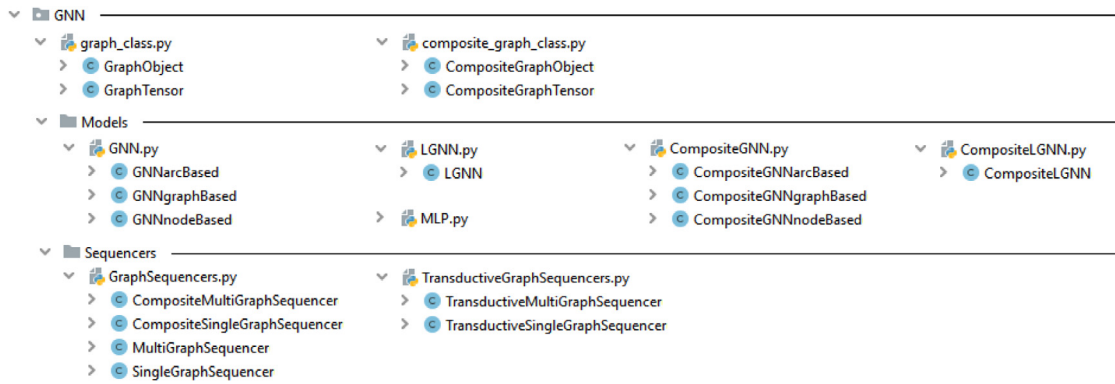 GNN
graph_class.py
GraphObject
GraphTensor
composite_graph_class.py
CompositeGraphObject
CompositeGraphTensor
Models
GNN.py
GNNarcBased
GNNgraphBased
GNNnodeBased
LGNN.py
LGNN
MLP.py
CompositeGNN.py
CompositeGNNarcBased
CompositeGNNgraphBased
CompositeGNNnodeBased
CompositeLGNN.py
CompositeLGNN
Sequencers
GraphSequencers.py
CompositeMultiGraphSequencer
CompositeSingleGraphSequencer
MultiGraphSequencer
SingleGraphSequencer
TransductiveGraphSequencers.py
TransductiveMultiGraphSequencer
TransductiveSingleGraphSequencer